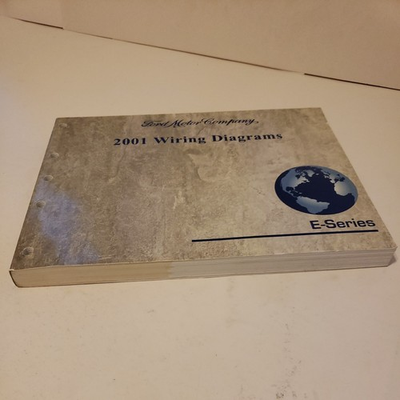 Ford Motor Company®
2001 Wiring Diagrams
E-Series